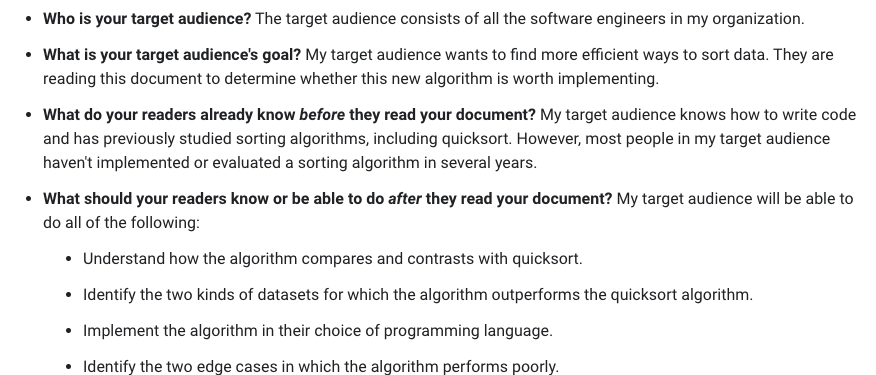 • Who is your target audience? The target audience consists of all the software engineers in my organization.
• What is your target audience's goal? My target audience wants to find more efficient ways to sort data. They are
reading this document to determine whether this new algorithm is worth implementing.
• What do your readers already know before they read your document? My target audience knows how to write code
and has previously studied sorting algorithms, including quicksort. However, most people in my target audience
haven't implemented or evaluated a sorting algorithm in several years.
• What should your readers know or be able to do after they read your document? My target audience will be able to
do all of the following:
• Understand how the algorithm compares and contrasts with quicksort.
• Identify the two kinds of datasets for which the algorithm outperforms the quicksort algorithm.
• Implement the algorithm in their choice of programming language.
• Identify the two edge cases in which the algorithm performs poorly.